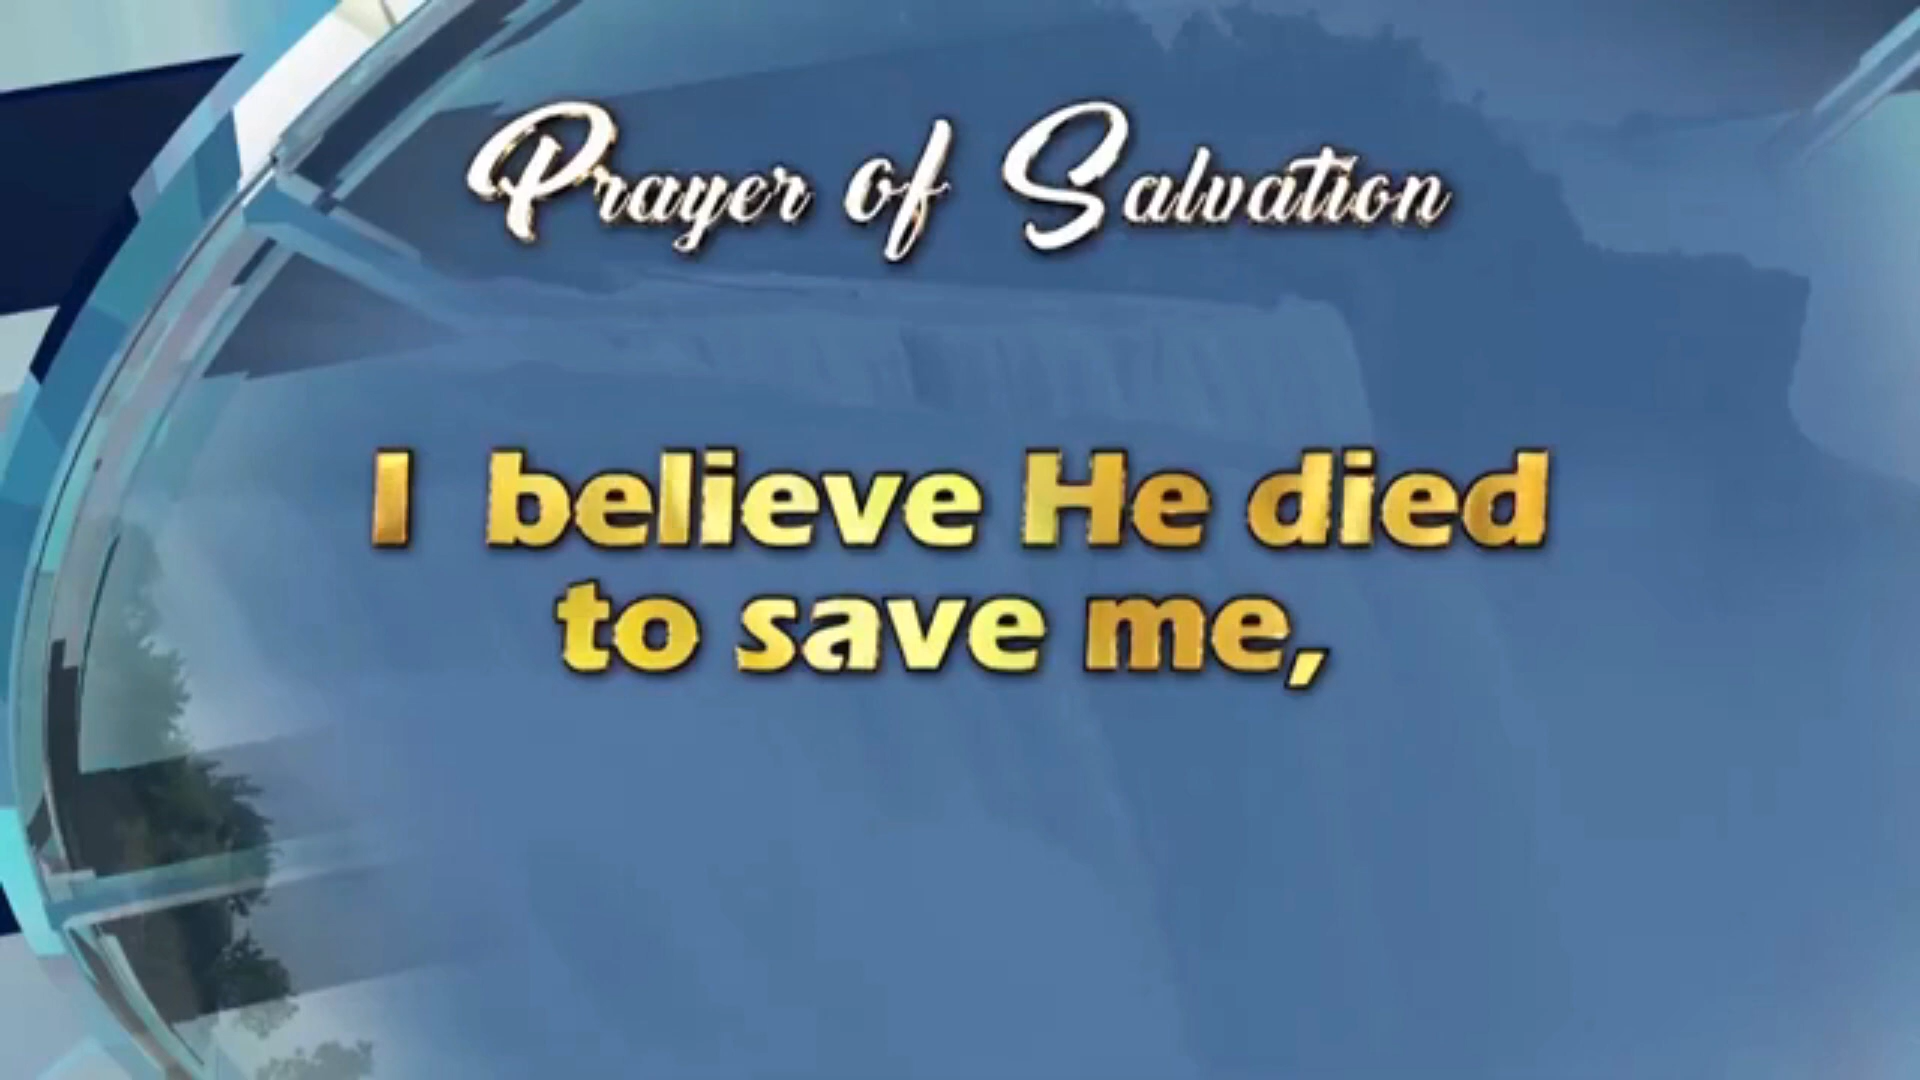 Prayer of Salvation
I believe He died
to save me,